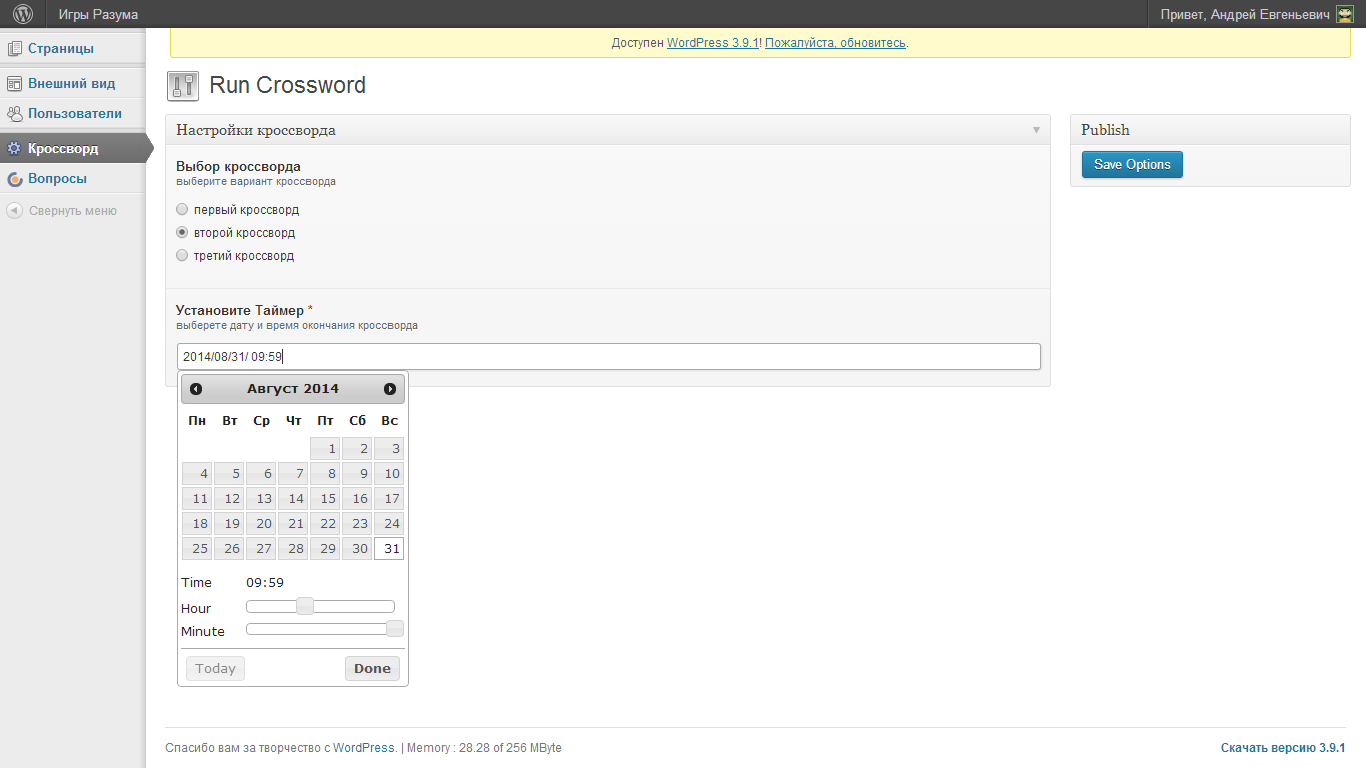 Игры Разума
Привет, Андрей Евгеньевич
Страницы
Внешний вид
Пользователи
Кроссворд
Вопросы
Свернуть меню
Доступен WordPress 3.9.1! Пожалуйста, обновитесь.
Run Crossword
Настройки кроссворда
Выбор кроссворда
выберите вариант кроссворда
первый кроссворд
второй кроссворд
третий кроссворд
Установите Таймер *
выберете дату и время окончания кроссворда
2014/08/31/ 09:59
Август 2014
Пн Вт Ср Чт Пт Сб Вс
1 2 3
4 5 6 7 8 9 10
11 12 13 14 15 16 17
18 19 20 21 22 23 24
25 26 27 28 29 30 31
Time 09:59
Hour
Minute
Today Done
Publish
Save Options
Спасибо вам за творчество с WordPress. | Memory : 28.28 of 256 MByte
Скачать версию 3.9.1